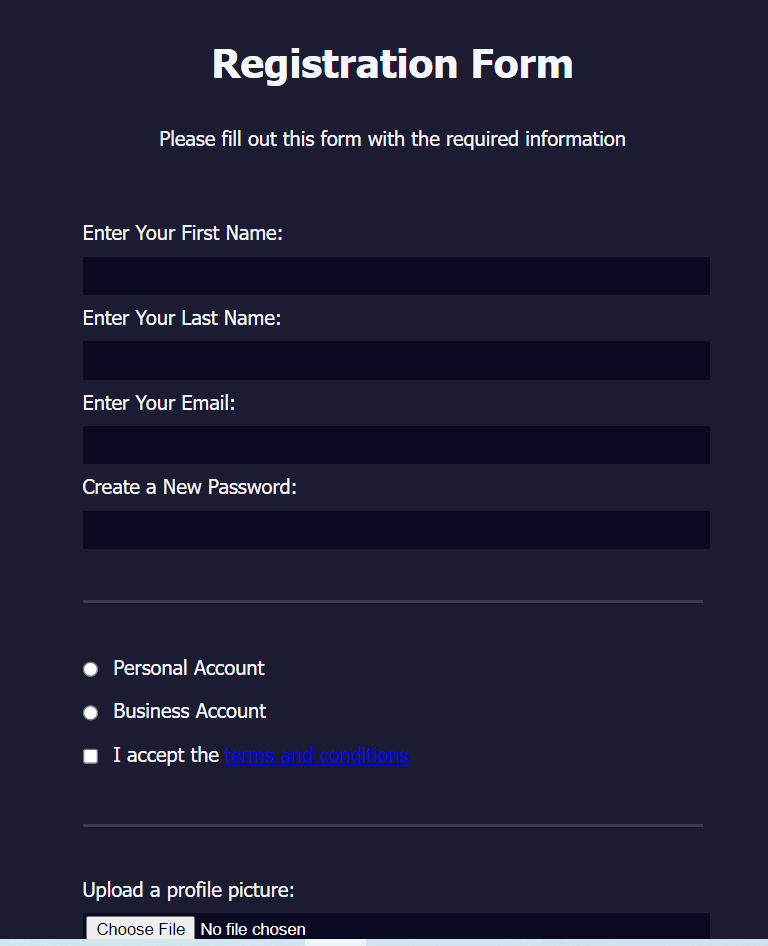 Registration Form
Please fill out this form with the required information
Enter Your First Name:
Enter Your Last Name:
Enter Your Email:
Create a New Password:
Personal Account
Business Account
I accept the terms and conditions
Upload a profile picture:
Choose File No file chosen